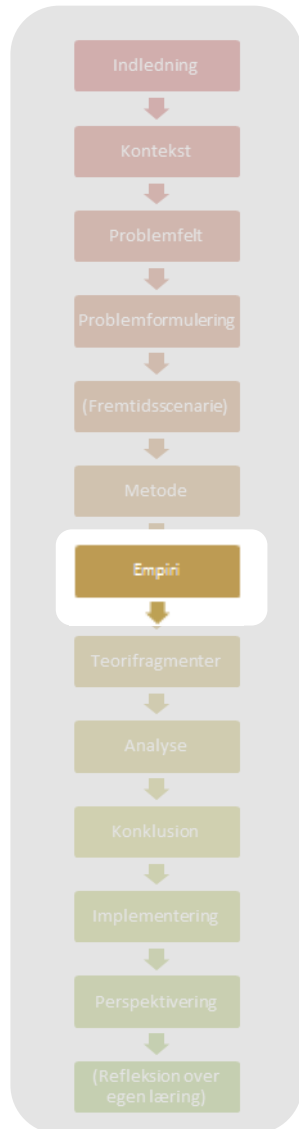 Indledning
Kontekst
Problemfelt
Problemformulering
(Fremtidsscenarie)
Metode
Empiri
Teorifragmenter
Analyse
Konklusion
Implementering
Perspektivering
(Refleksion over
egen læring)